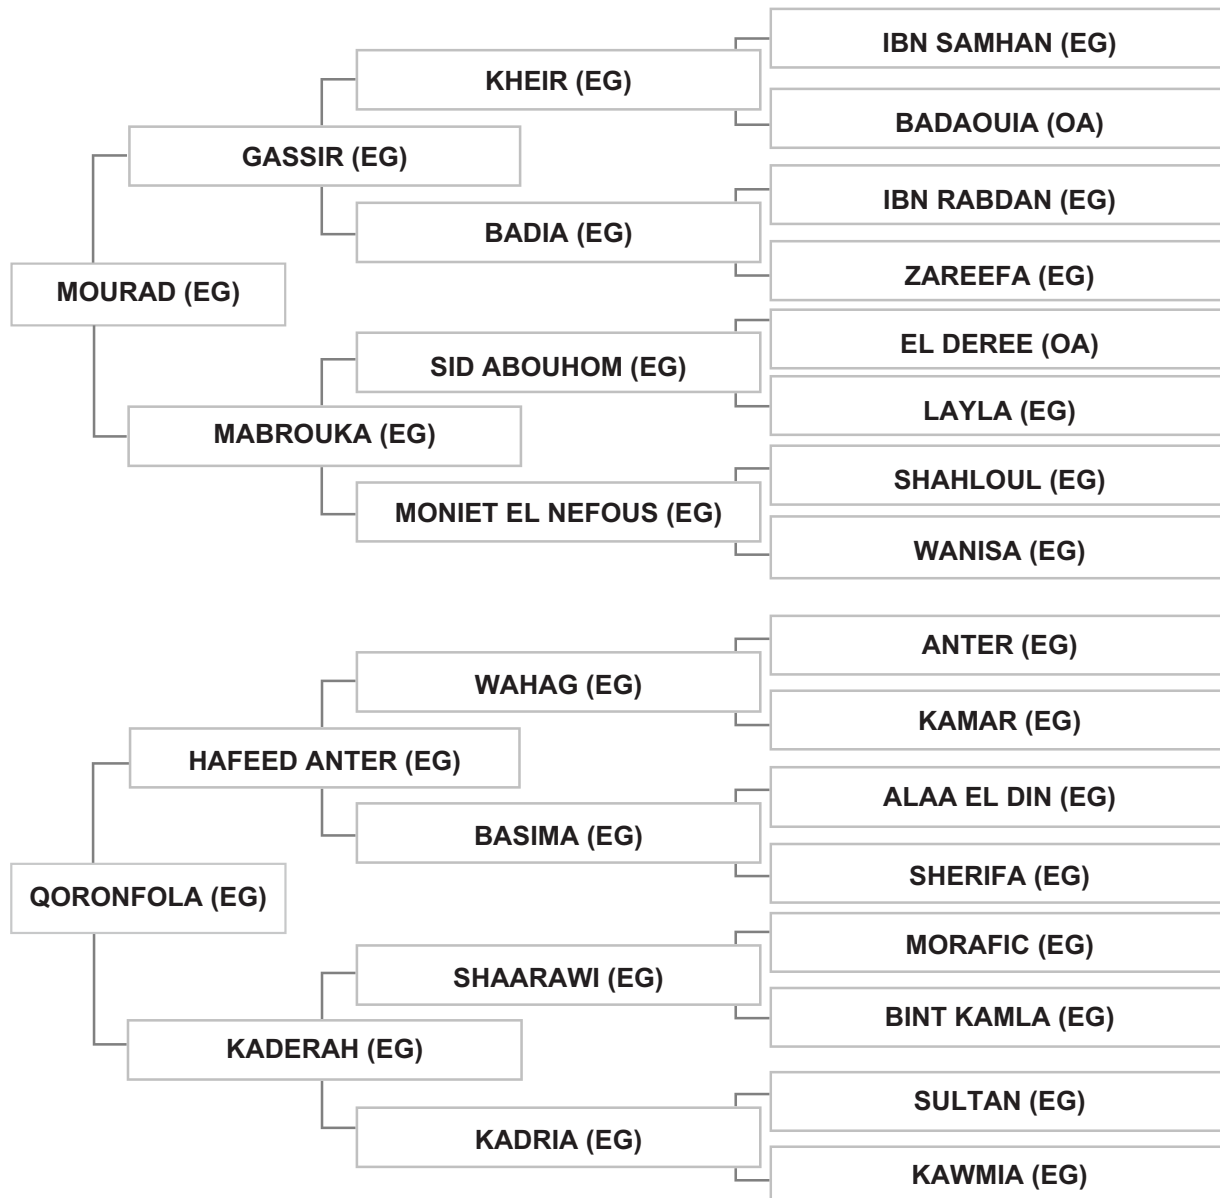 IBN SAMHAN (EG)
KHEIR (EG)
BADAOUIA (OA)
GASSIR (EG)
IBN RABDAN (EG)
BADIA (EG)
ZAREEFA (EG)
MOURAD (EG)
EL DEREE (OA)
SID ABOUHOM (EG)
LAYLA (EG)
MABROUKA (EG)
SHAHLOUL (EG)
MONIET EL NEFOUS (EG)
WANISA (EG)
ANTER (EG)
WAHAG (EG)
KAMAR (EG)
HAFEED ANTER (EG)
ALAA EL DIN (EG)
BASIMA (EG)
SHERIFA (EG)
QORONFOLA (EG)
MORAFIC (EG)
SHAARAWI (EG)
BINT KAMLA (EG)
KADERAH (EG)
SULTAN (EG)
KADRIA (EG)
KAWMIA (EG)